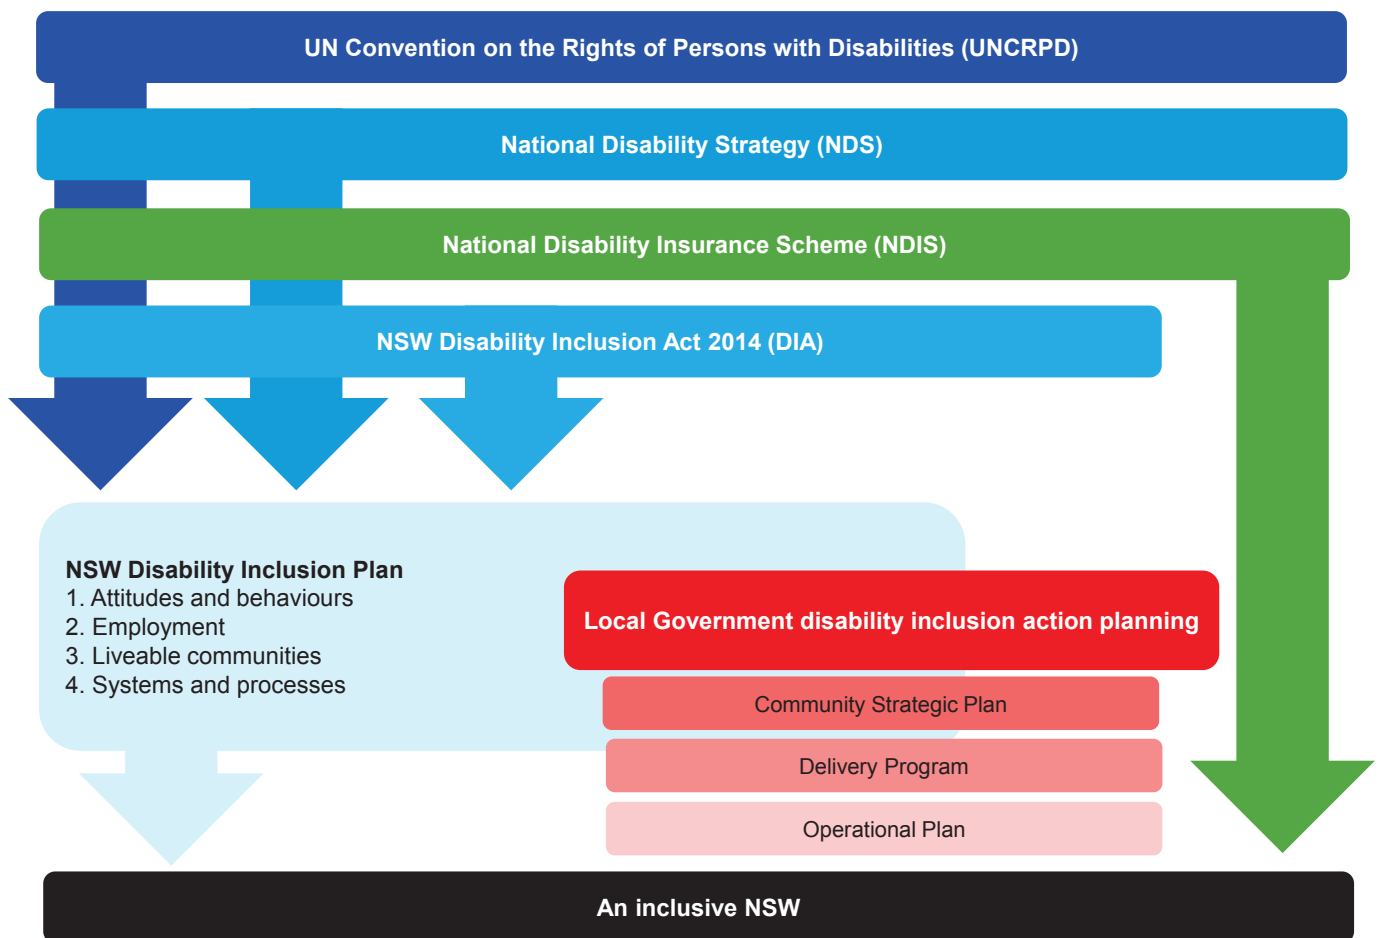 UN Convention on the Rights of Persons with Disabilities (UNCRPD)
National Disability Strategy (NDS)
National Disability Insurance Scheme (NDIS)
NSW Disability Inclusion Act 2014 (DIA)
NSW Disability Inclusion Plan
1. Attitudes and behaviours
2. Employment
3. Liveable communities
4. Systems and processes
Local Government disability inclusion action planning
Community Strategic Plan
Delivery Program
Operational Plan
An inclusive NSW